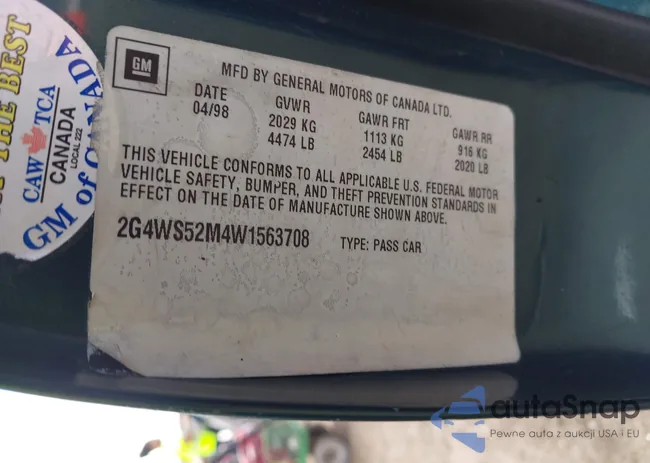 THE BEST
CAW TCA
CANADA
LOCAL 222
GM of CANADA
GM
MFD BY GENERAL MOTORS OF CANADA LTD.
DATE GVWR GAWR FRT GAWR RR
04/98 2029 KG 1113 KG 916 KG
4474 LB 2454 LB 2020 LB
THIS VEHICLE CONFORMS TO ALL APPLICABLE U.S. FEDERAL MOTOR
VEHICLE SAFETY, BUMPER, AND THEFT PREVENTION STANDARDS IN
EFFECT ON THE DATE OF MANUFACTURE SHOWN ABOVE.
2G4WS52M4W1563708 TYPE: PASS CAR
autaSnap
Pewne auta z aukcji USA i EU